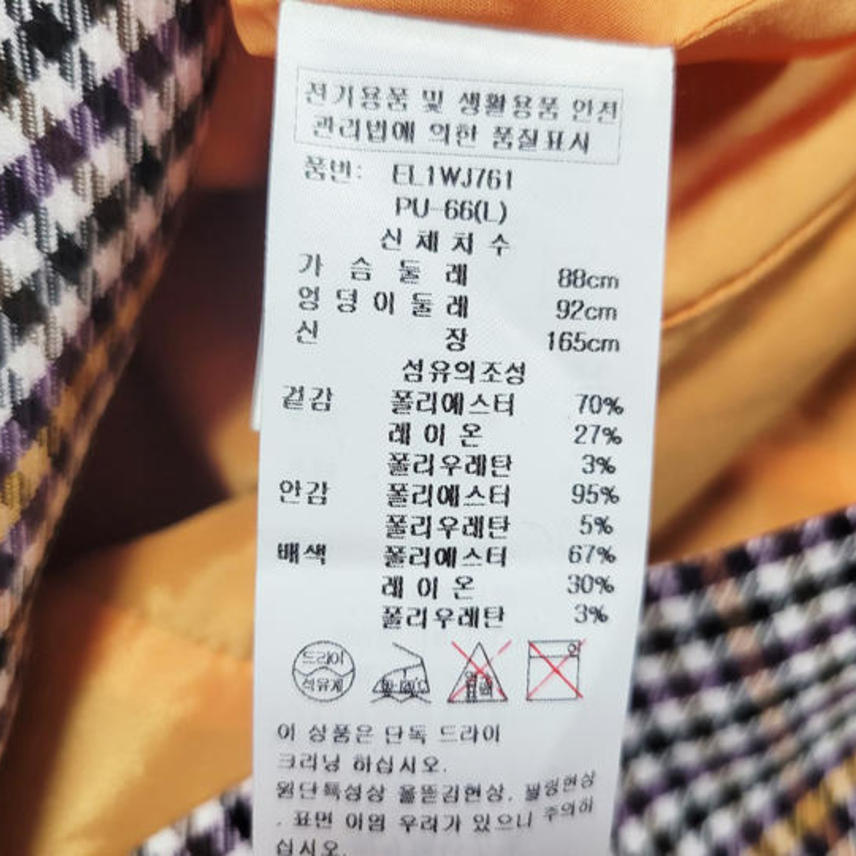 전기용품 및 생활용품 안전
관리법에 의한 품질표시
품번: EL1WJ761
PU-66(L)
신체치수
가슴둘레 88cm
엉덩이둘레 92cm
신장 165cm
섬유의조성
겉감 폴리에스터 70%
레이온 27%
폴리우레탄 3%
안감 폴리에스터 95%
폴리우레탄 5%
배색 폴리에스터 67%
레이온 30%
폴리우레탄 3%
드라이
석유계
이 상품은 단독 드라이
크리닝 하십시오.
원단특성상 올뜯김현상, 필링현상
, 표면 이염 우려가 있으니 주의하
십시오.